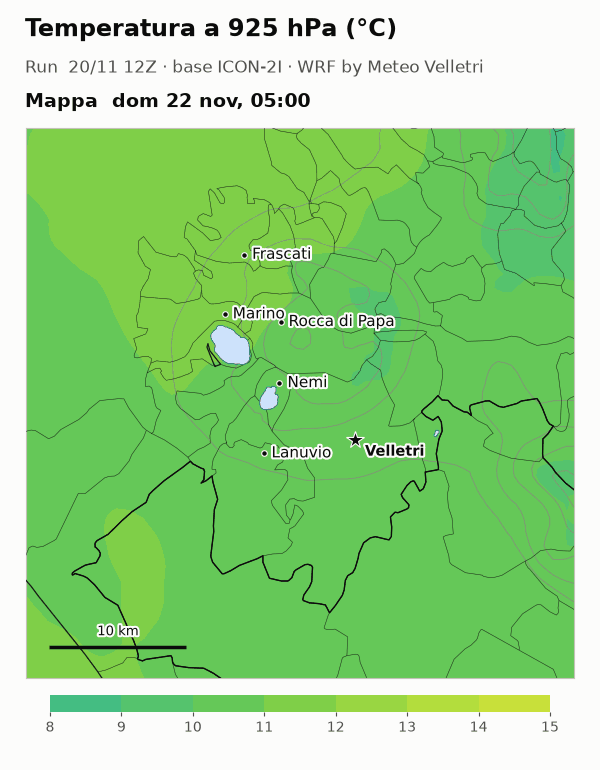 Temperatura a 925 hPa (°C)
Run  20/11 12Z · base ICON-2I · WRF by Meteo Velletri
Mappa  dom 22 nov, 05:00
Frascati
Marino
Rocca di Papa
Nemi
Velletri
Lanuvio
10 km
8 9 10 11 12 13 14 15